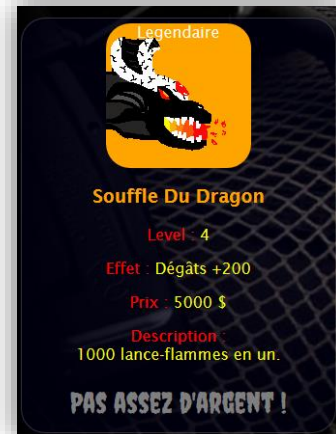 Legendaire
Souffle Du Dragon
Level : 4
Effet : Dégâts +200
Prix : 5000 $
Description :
1000 lance-flammes en un.
PAS ASSEZ D'ARGENT !